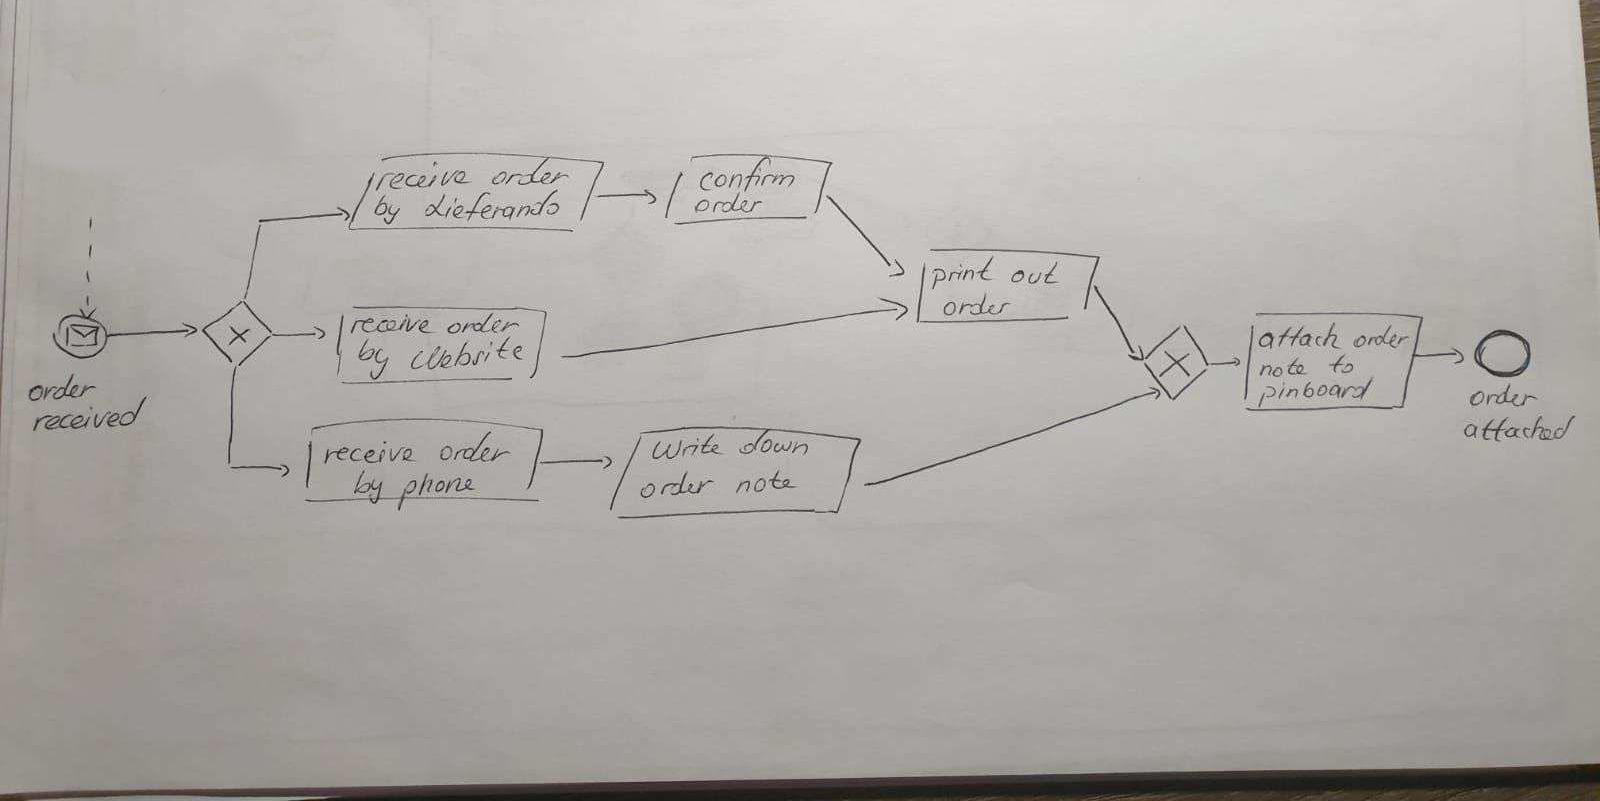 order
received
receive order
by Lieferando
confirm
order
receive order
by Website
receive order
by phone
Write down
order note
print out
order
attach order
note to
pinboard
order
attached